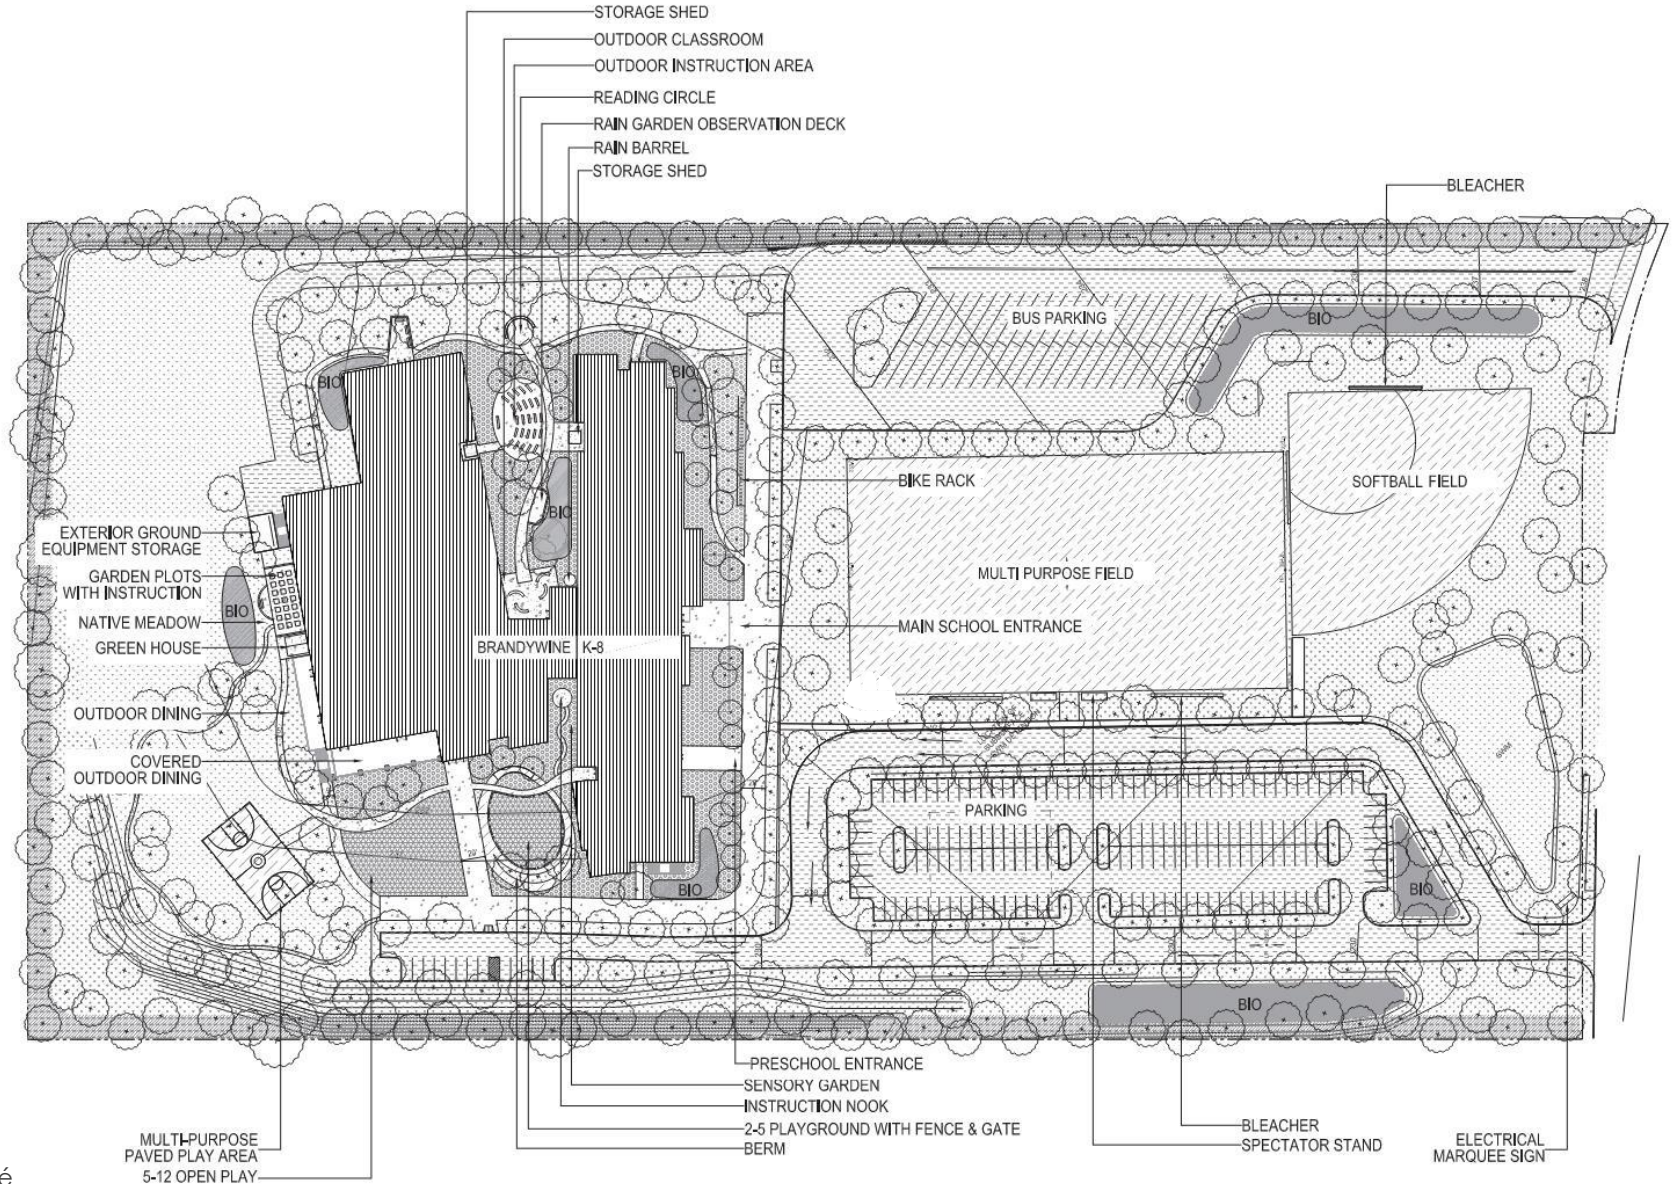 STORAGE SHED
OUTDOOR CLASSROOM
OUTDOOR INSTRUCTION AREA
READING CIRCLE
RAIN GARDEN OBSERVATION DECK
RAIN BARREL
STORAGE SHED
BLEACHER
BUS PARKING
BIO
BIO
BIO
BIKE RACK
SOFTBALL FIELD
BIO
EXTERIOR GROUND
EQUIPMENT STORAGE
GARDEN PLOTS
WITH INSTRUCTION
MULTI PURPOSE FIELD
BIO
NATIVE MEADOW
MAIN SCHOOL ENTRANCE
GREEN HOUSE
BRANDYWINE K-8
OUTDOOR DINING
COVERED
OUTDOOR DINING
PARKING
BIO
BIO
BIO
PRESCHOOL ENTRANCE
SENSORY GARDEN
INSTRUCTION NOOK
2-5 PLAYGROUND WITH FENCE & GATE
BERM
BLEACHER
SPECTATOR STAND
MULTI-PURPOSE
PAVED PLAY AREA
5-12 OPEN PLAY
ELECTRICAL
MARQUEE SIGN
é